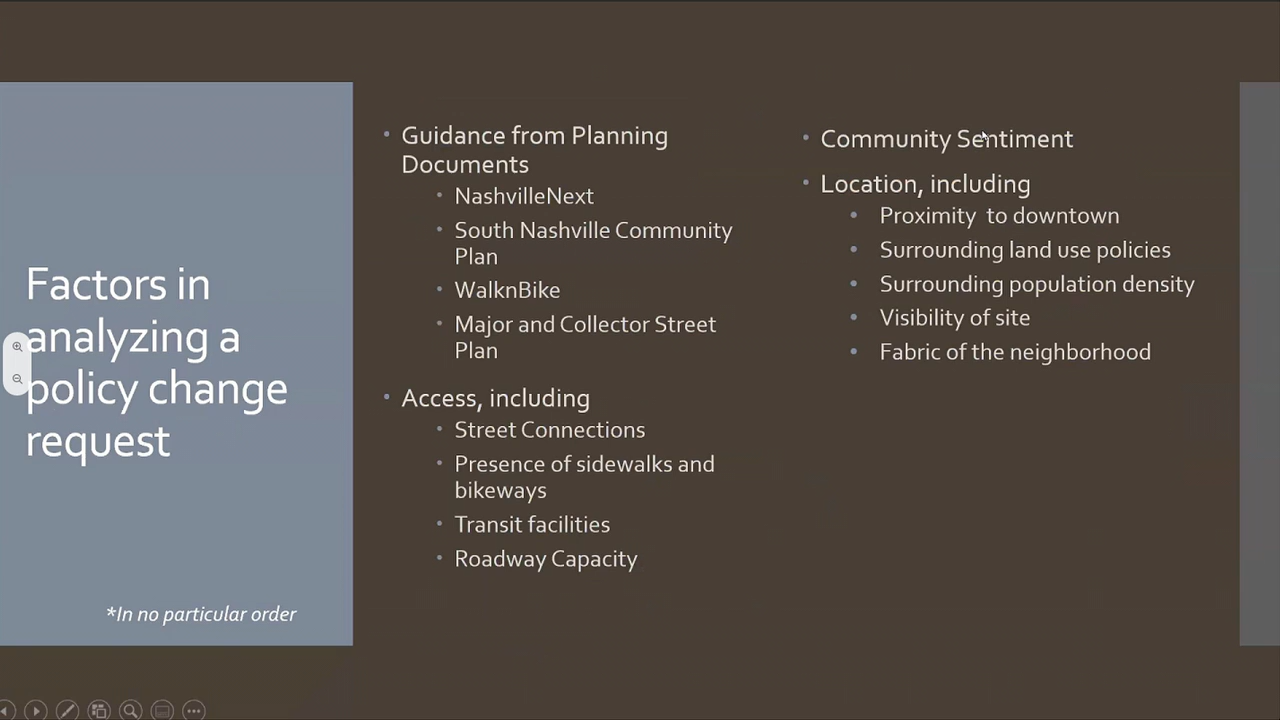 Factors in
analyzing a
policy change
request
*In no particular order
Guidance from Planning
Documents
NashvilleNext
South Nashville Community
Plan
WalknBike
Major and Collector Street
Plan
Access, including
Street Connections
Presence of sidewalks and
bikeways
Transit facilities
Roadway Capacity
Community Sentiment
Location, including
Proximity  to downtown
Surrounding land use policies
Surrounding population density
Visibility of site
Fabric of the neighborhood